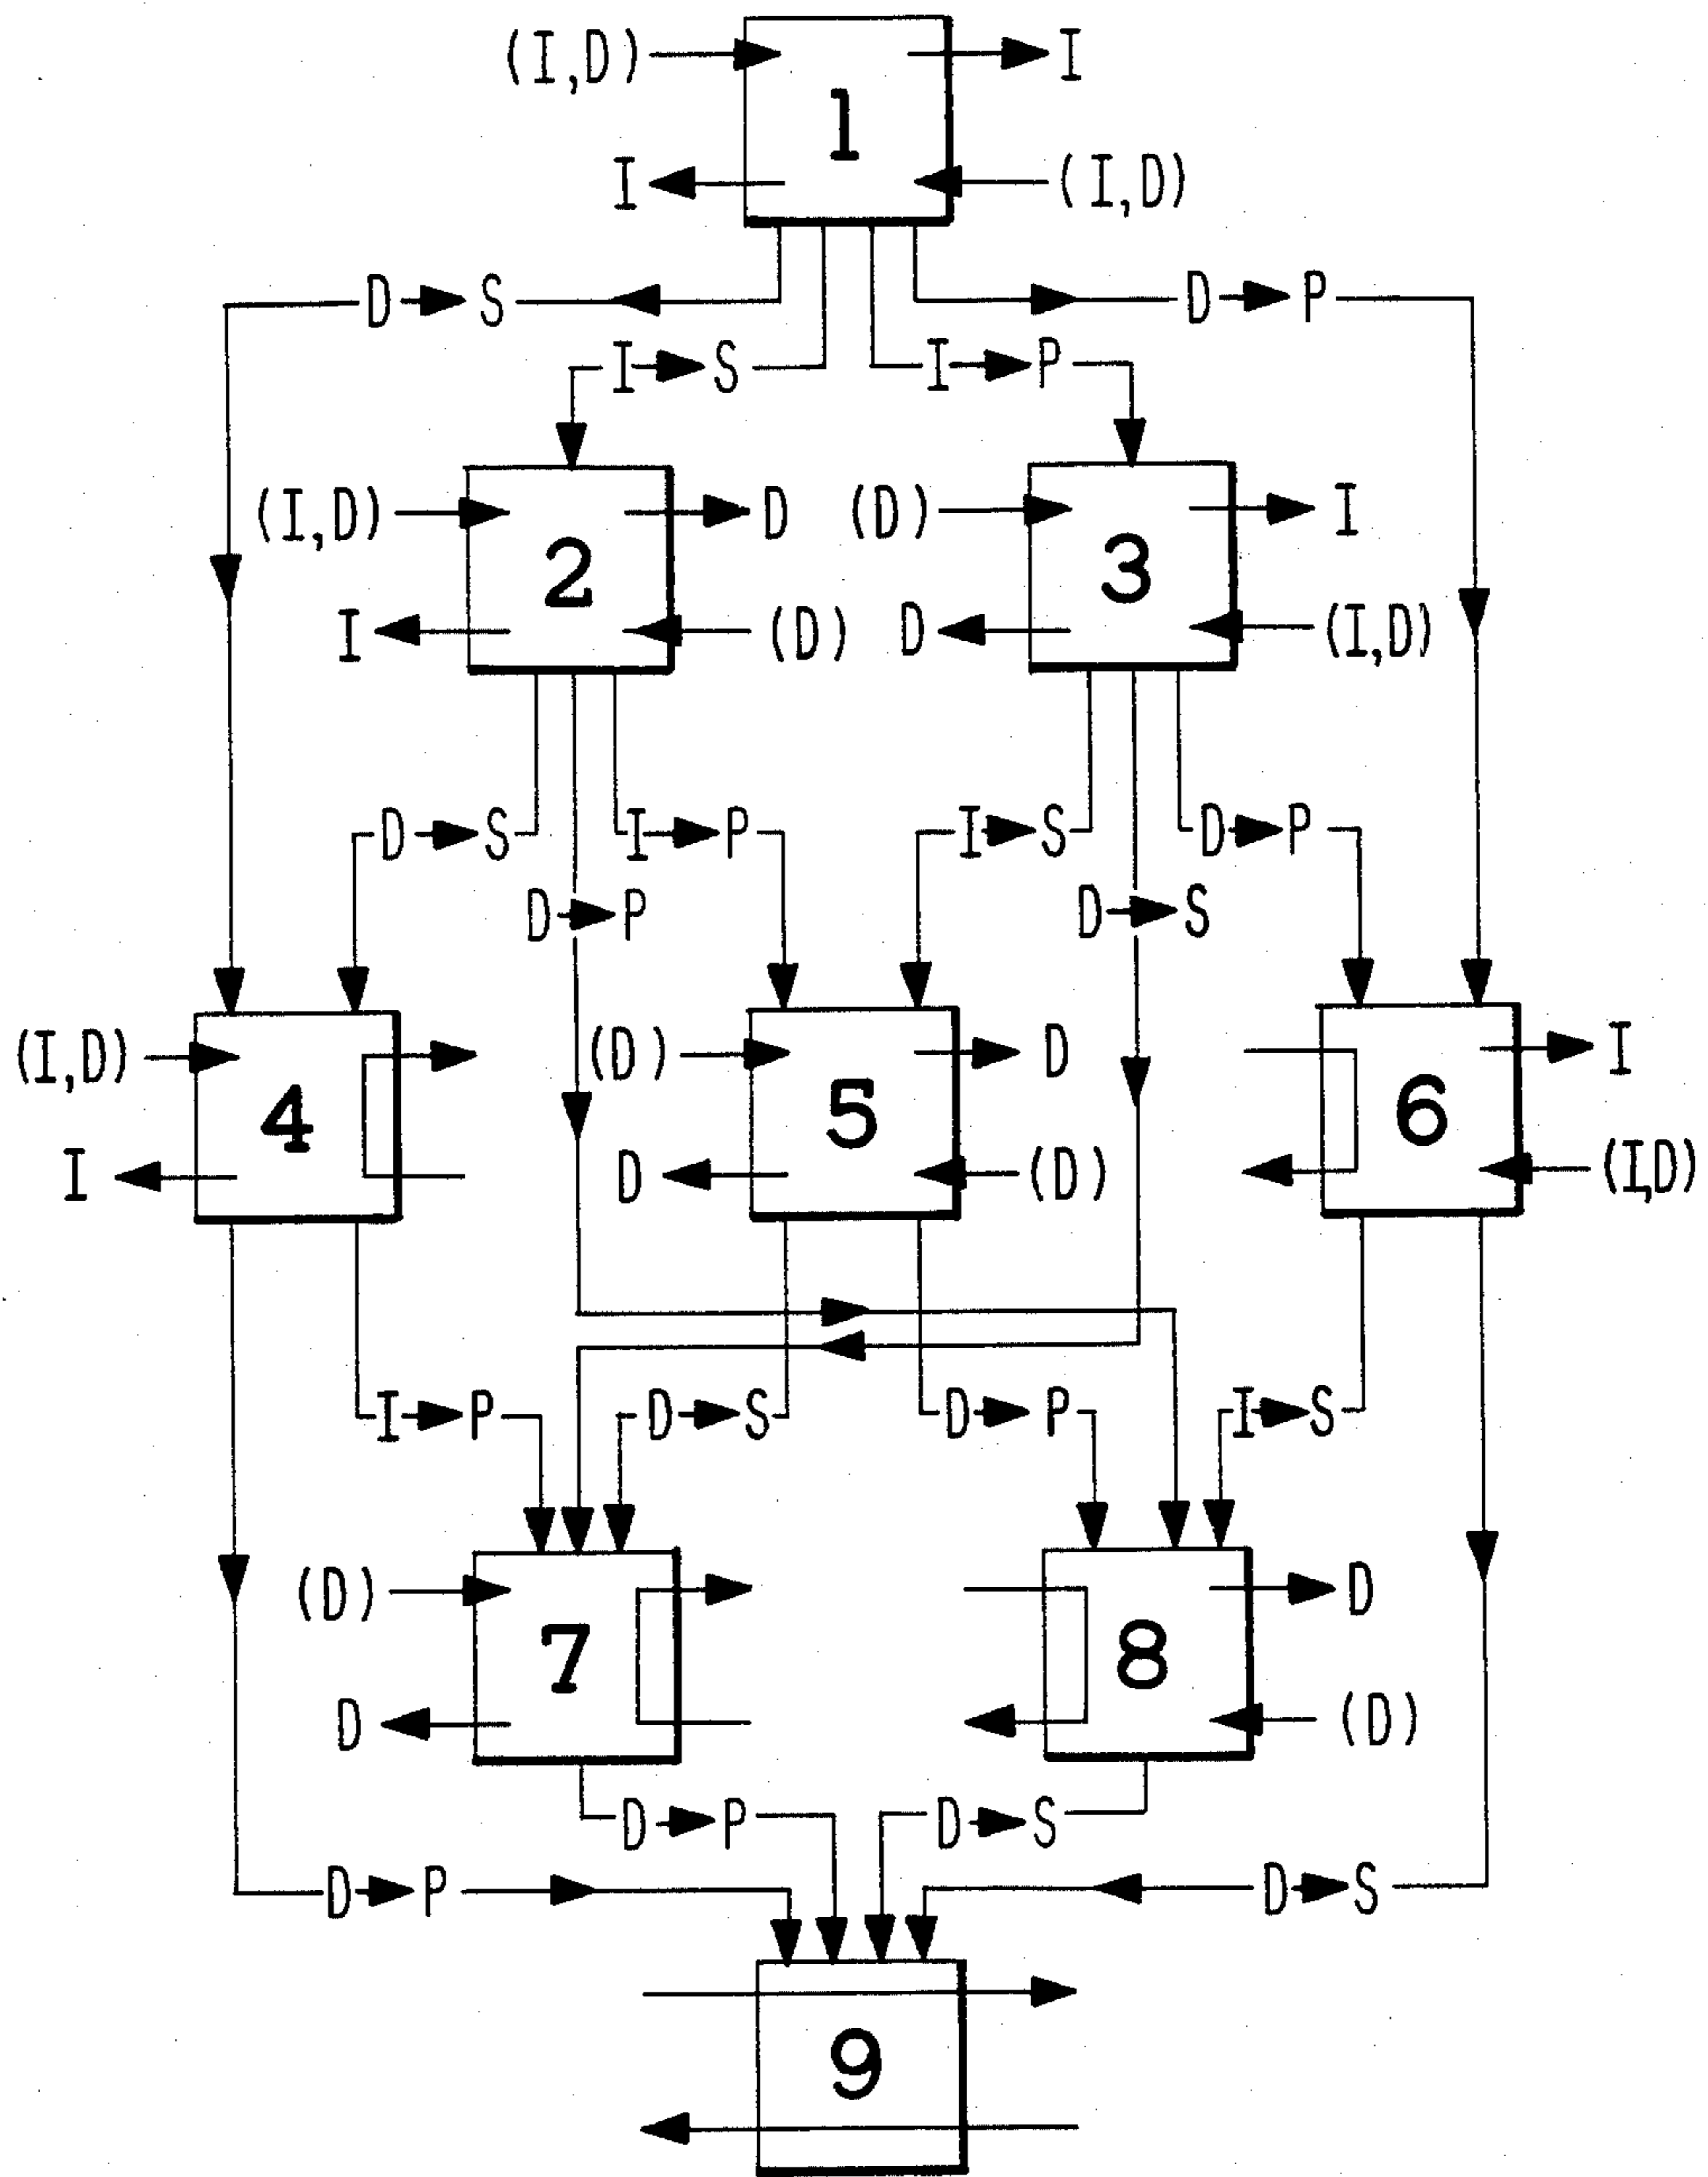 (I,D) I
1
I (I,D)
D S D P
I S I P
(I,D) D (D) I
2 3
I (D) D (I,D)
D S I P I S D P
D P D S
(I,D) (D) D I
4 5 6
I D (D) (I,D)
I P D S D P I S
(D) D
7 8
D (D)
D P D S
D P D S
9